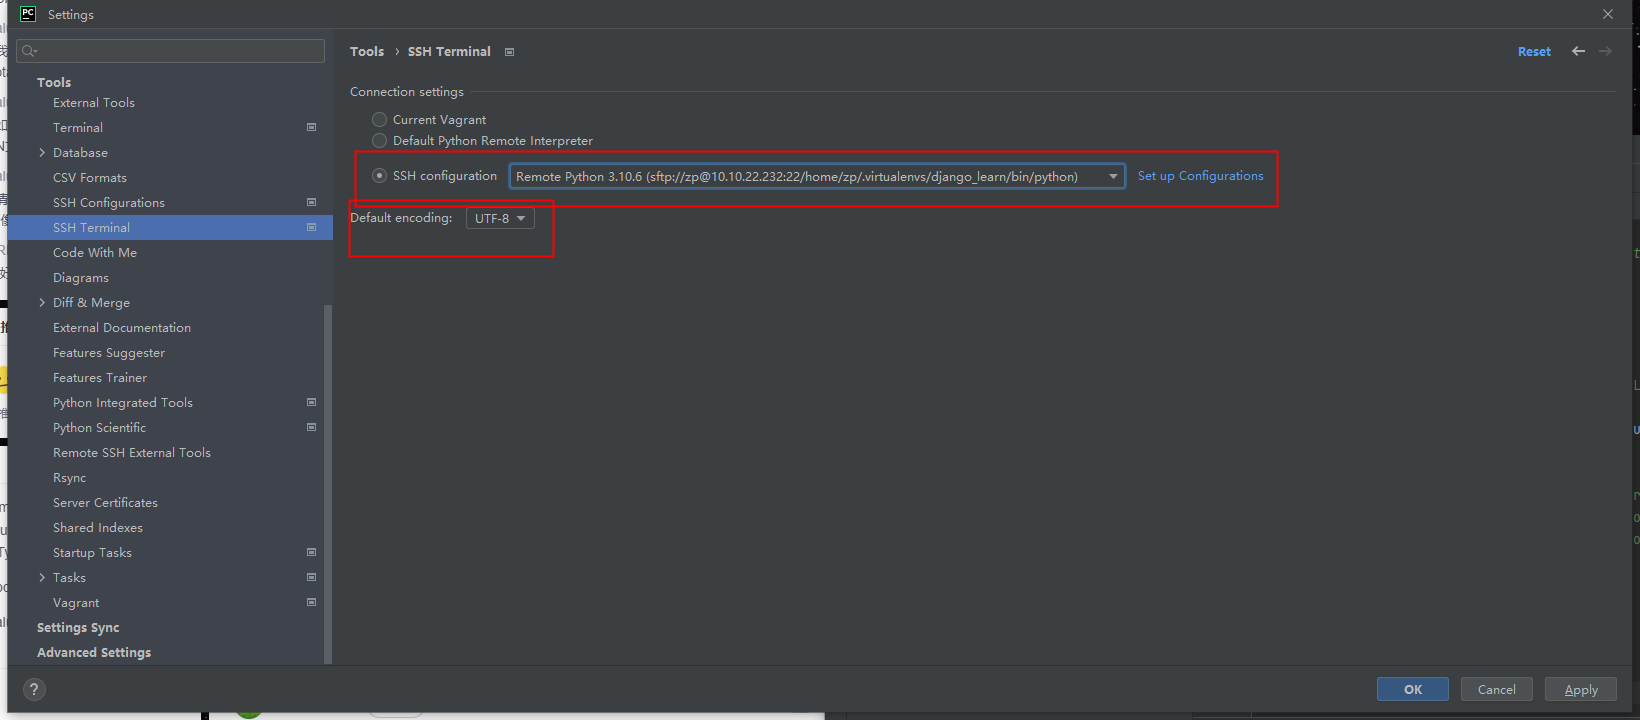 PC Settings
Tools › SSH Terminal
Reset
Tools
External Tools
Terminal
Database
CSV Formats
SSH Configurations
SSH Terminal
Code With Me
Diagrams
Diff & Merge
External Documentation
Features Suggester
Features Trainer
Python Integrated Tools
Python Scientific
Remote SSH External Tools
Rsync
Server Certificates
Shared Indexes
Startup Tasks
Tasks
Vagrant
Settings Sync
Advanced Settings
Connection settings
Current Vagrant
Default Python Remote Interpreter
SSH configuration Remote Python 3.10.6 (sftp://zp@10.10.22.232:22/home/zp/.virtualenvs/django_learn/bin/python) Set up Configurations
Default encoding: UTF-8
?
OK Cancel Apply